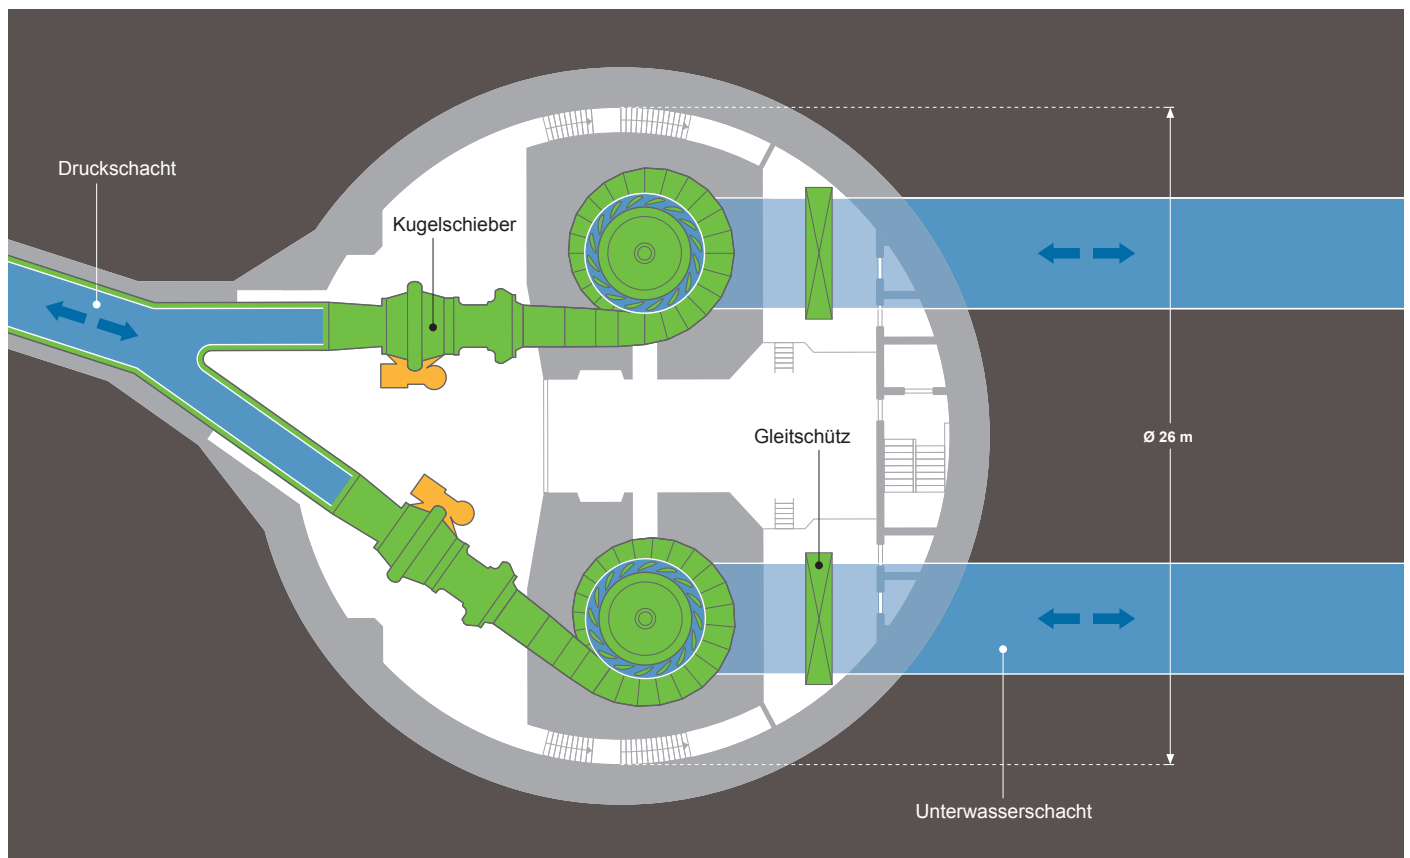 Druckschacht
Kugelschieber
Gleitschütz
Ø 26 m
Unterwasserschacht